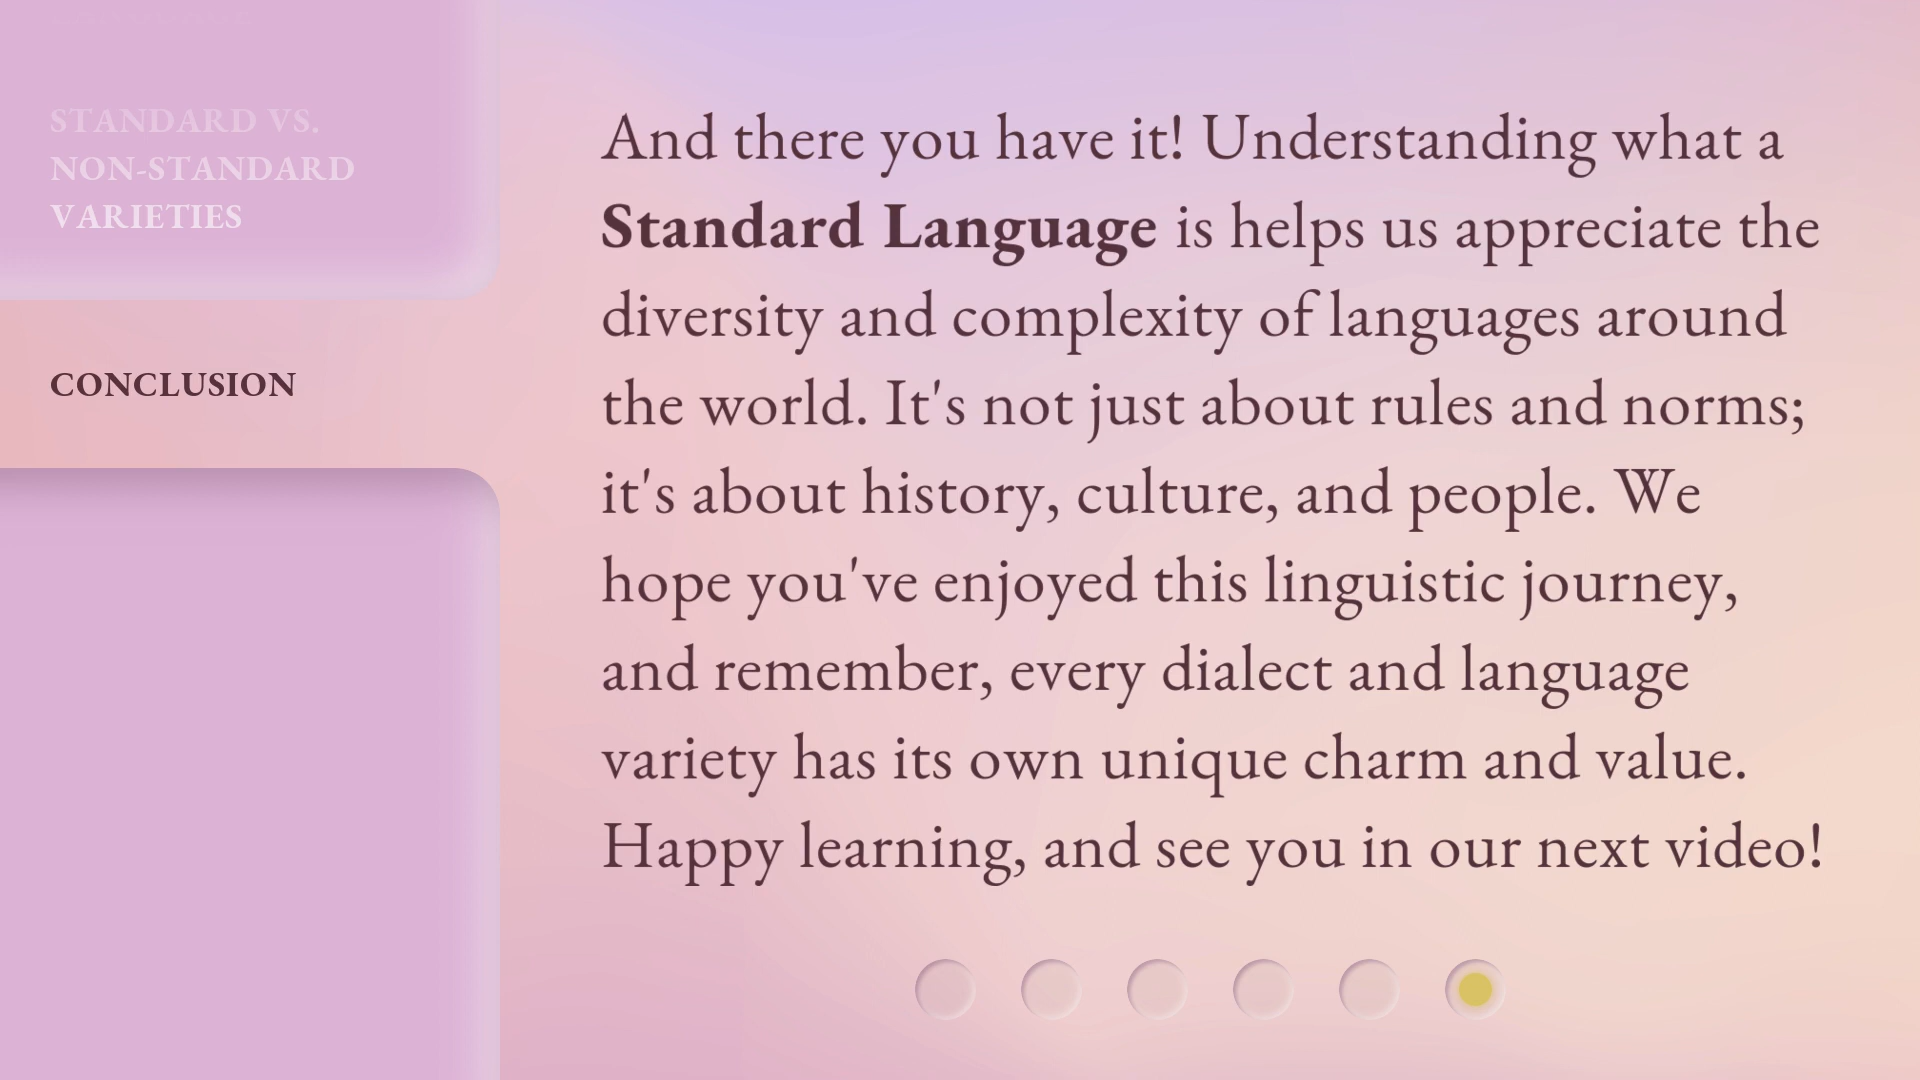 STANDARD VS.
NON-STANDARD
VARIETIES
CONCLUSION
And there you have it! Understanding what a
Standard Language is helps us appreciate the
diversity and complexity of languages around
the world. It's not just about rules and norms;
it's about history, culture, and people. We
hope you've enjoyed this linguistic journey,
and remember, every dialect and language
variety has its own unique charm and value.
Happy learning, and see you in our next video!